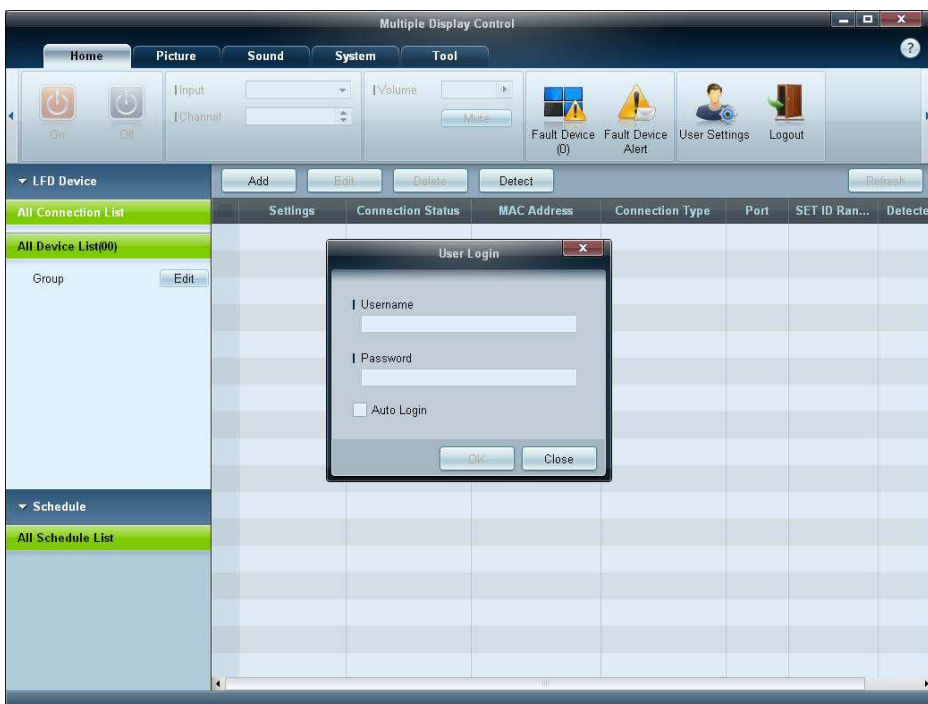 Multiple Display Control
Home Picture Sound System Tool
Input
Volume
On Off
Channel
Mute
Fault Device (0)
Fault Device Alert
User Settings
Logout
LFD Device
Add Edit Delete Detect Refresh
All Connection List
Settings Connection Status MAC Address Connection Type Port SET ID Ran... Detecte
All Device List(00)
Group Edit
User Login
Username
Password
Auto Login
OK Close
Schedule
All Schedule List